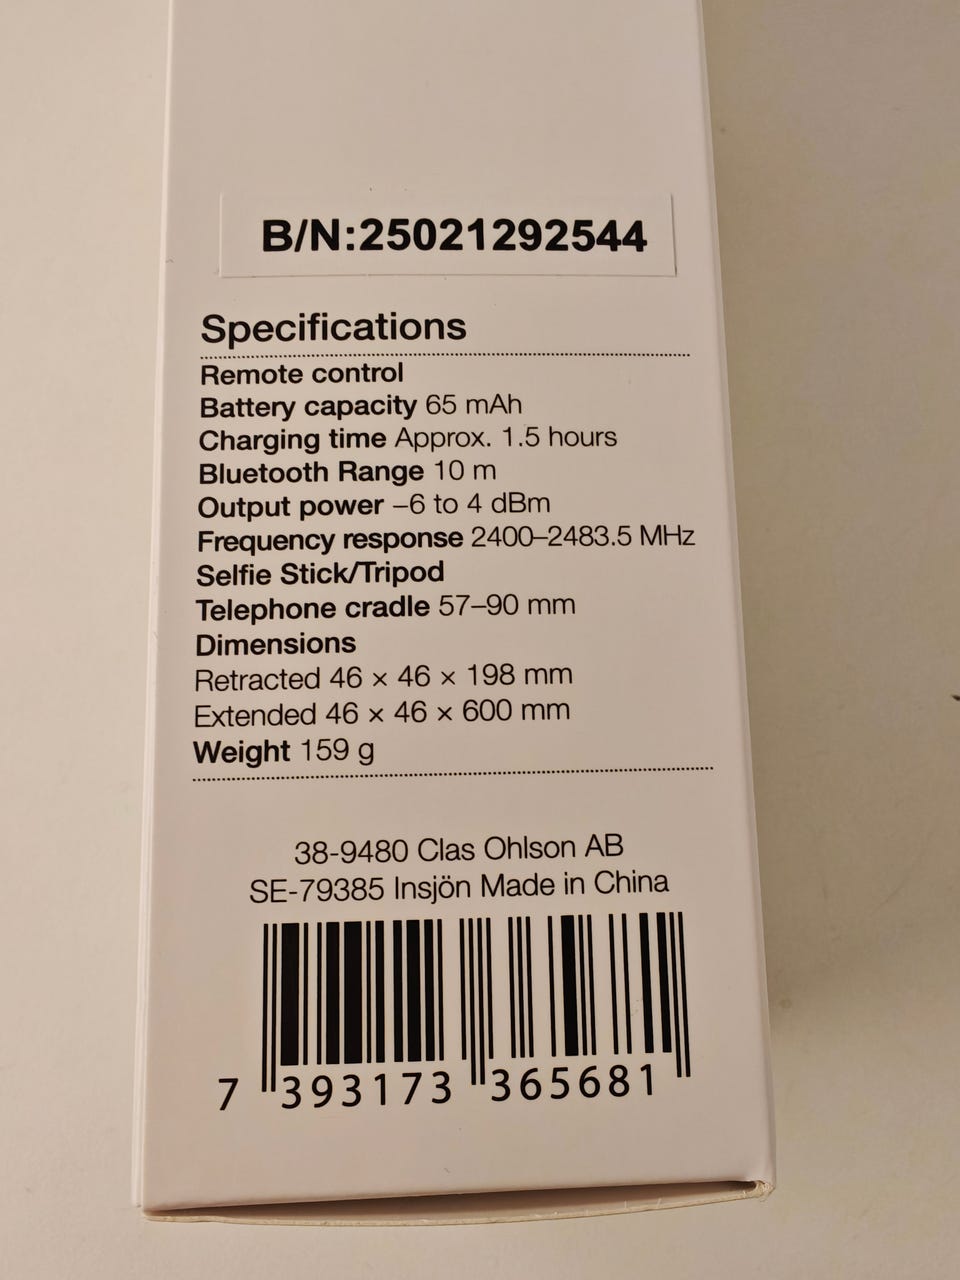 B/N:25021292544
Specifications
Remote control
Battery capacity 65 mAh
Charging time Approx. 1.5 hours
Bluetooth Range 10 m
Output power –6 to 4 dBm
Frequency response 2400–2483.5 MHz
Selfie Stick/Tripod
Telephone cradle 57–90 mm
Dimensions
Retracted 46 × 46 × 198 mm
Extended 46 × 46 × 600 mm
Weight 159 g
38-9480 Clas Ohlson AB
SE-79385 Insjön Made in China
7 393173 365681